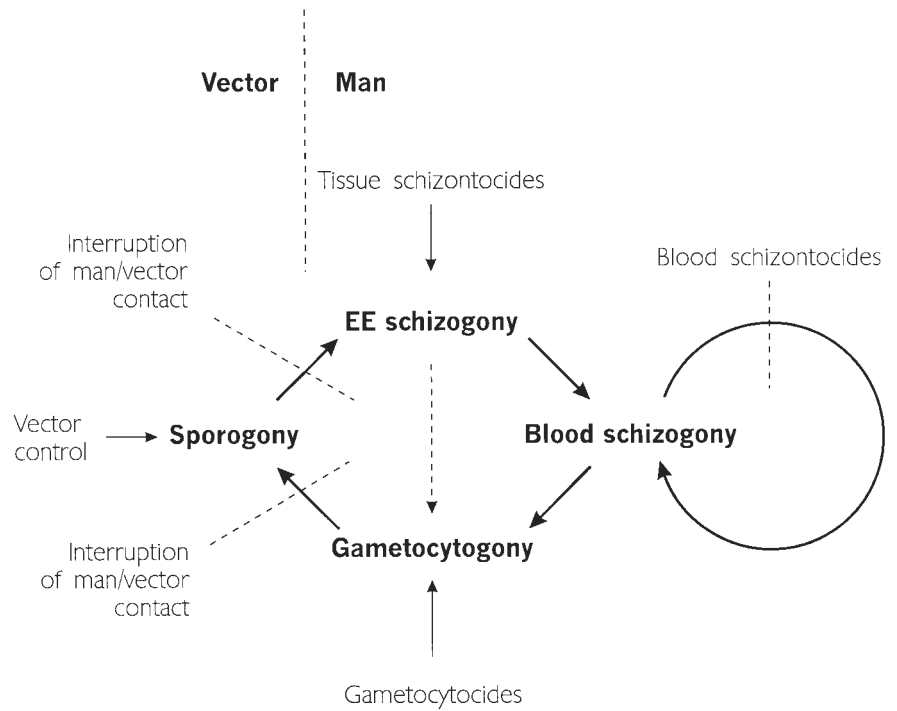 Vector Man
Tissue schizontocides
Interruption
of man/vector
contact
Blood schizontocides
EE schizogony
Vector
control
Sporogony
Blood schizogony
Interruption
of man/vector
contact
Gametocytogony
Gametocytocides